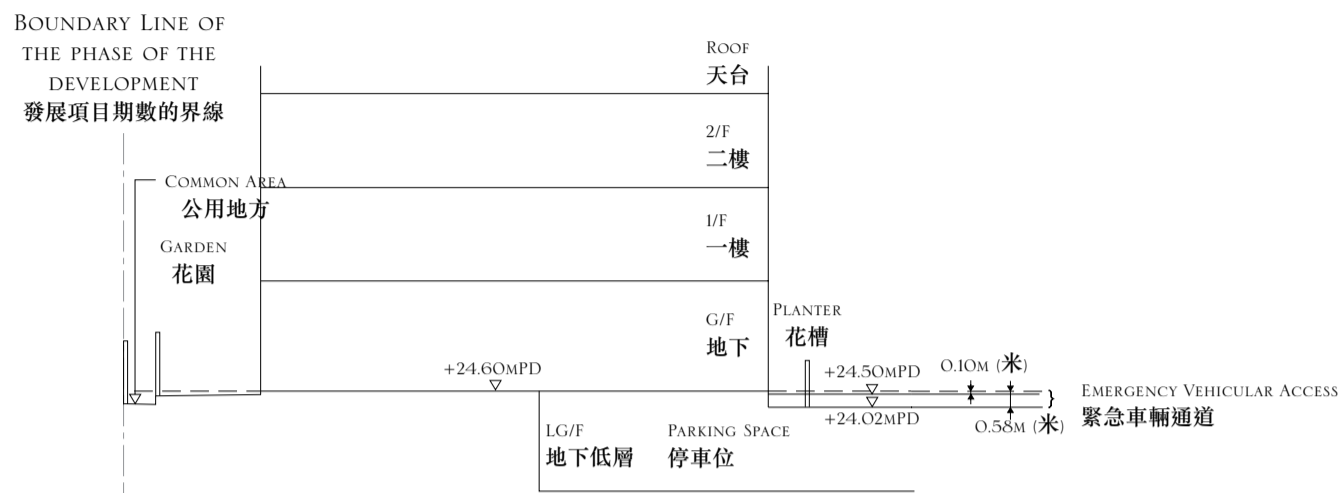 BOUNDARY LINE OF
THE PHASE OF THE
DEVELOPMENT
發展項目期數的界線
ROOF
天台
2/F
二樓
COMMON AREA
公用地方
1/F
一樓
GARDEN
花園
G/F
地下
PLANTER
花槽
+24.60MPD
+24.50MPD
0.10M (米)
EMERGENCY VEHICULAR ACCESS
緊急車輛通道
+24.02MPD
0.58M (米)
LG/F
地下低層
PARKING SPACE
停車位